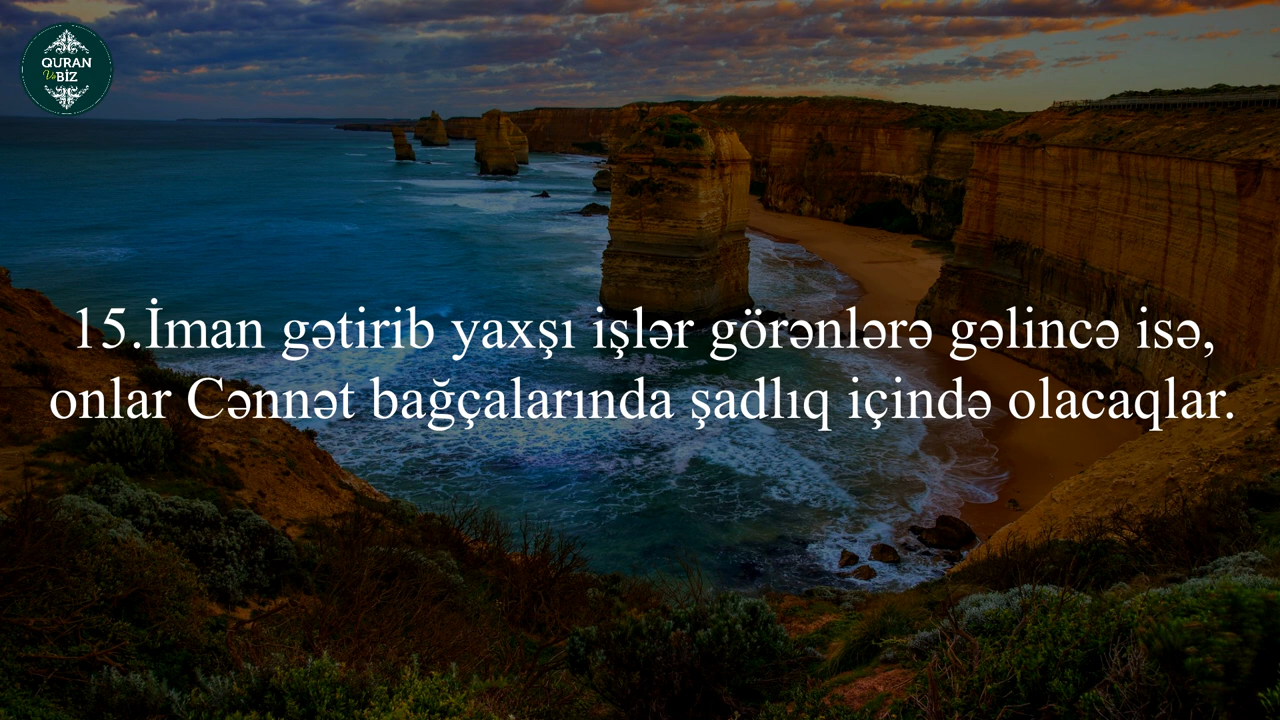 QURAN
Və
BİZ
15.İman gətirib yaxşı işlər görənlərə gəlincə isə,
onlar Cənnət bağçalarında şadlıq içində olacaqlar.